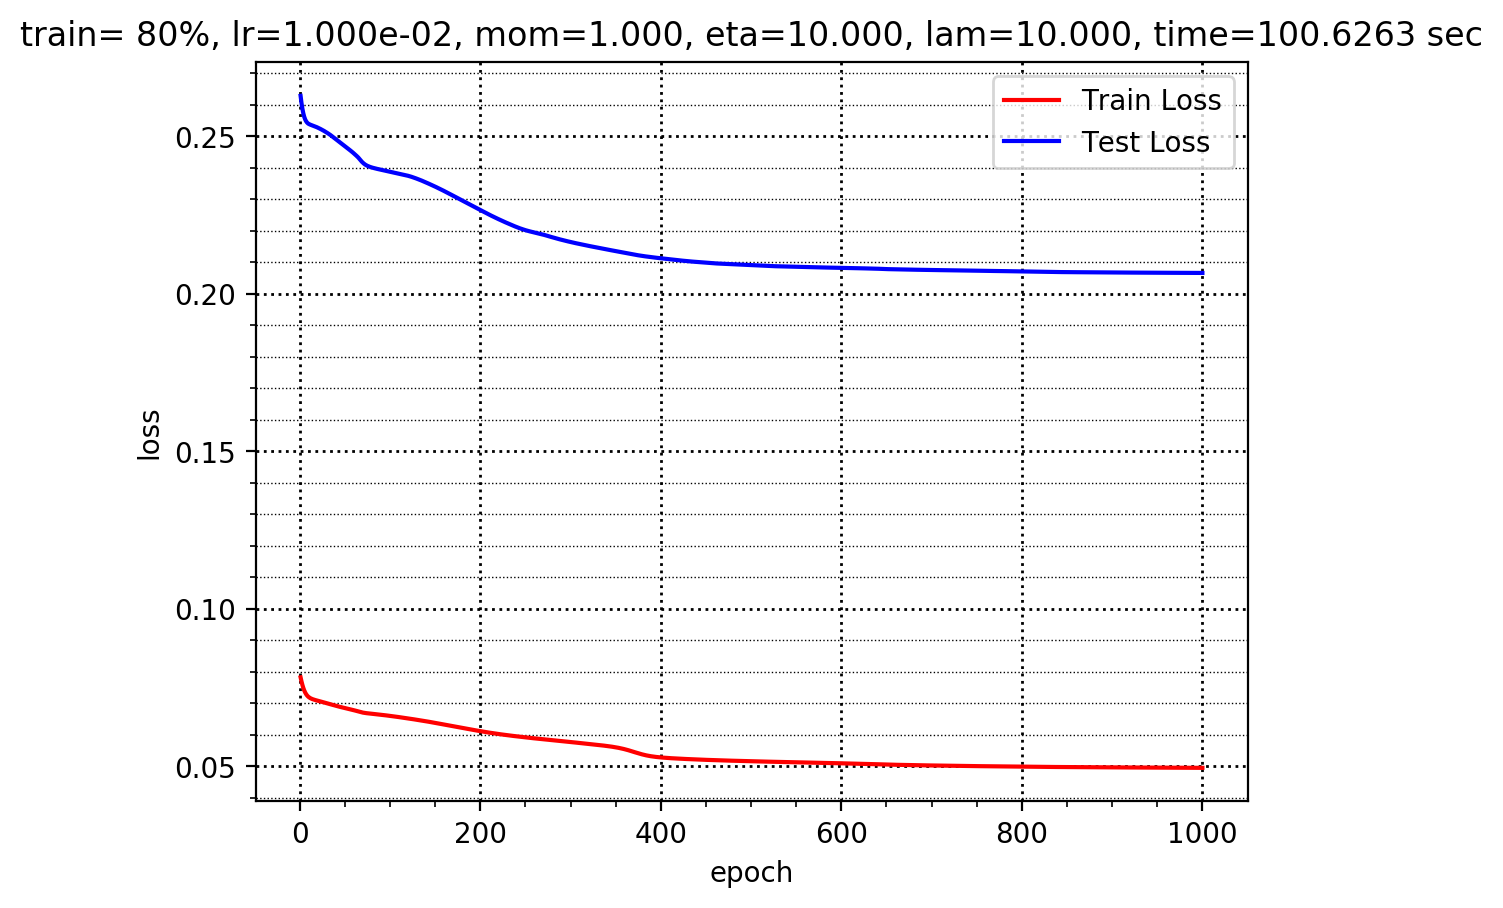 train= 80%, lr=1.000e-02, mom=1.000, eta=10.000, lam=10.000, time=100.6263 sec
Train Loss
Test Loss
0.25
0.20
0.15
0.10
0.05
loss
0 200 400 600 800 1000
epoch